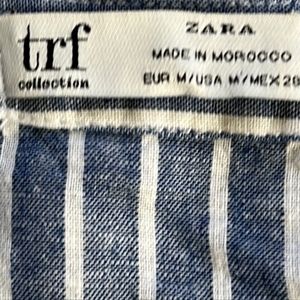 trf
collection
ZARA
MADE IN MOROCCO
EUR M/USA M/MEX 28